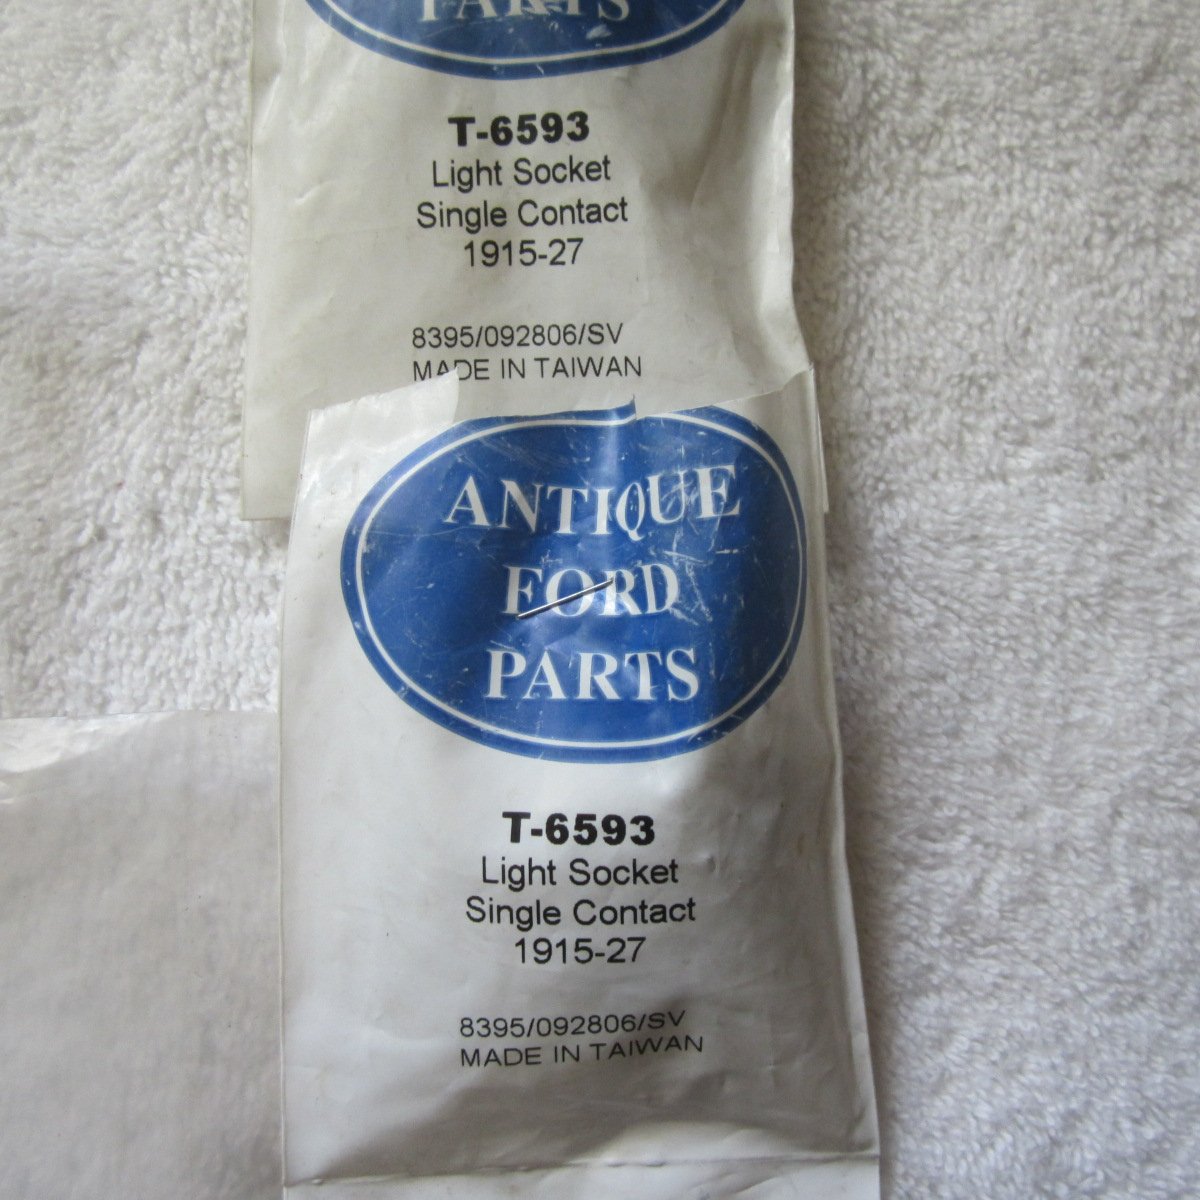 PARTS
T-6593
Light Socket
Single Contact
1915-27
8395/092806/SV
MADE IN TAIWAN
ANTIQUE
FORD
PARTS
T-6593
Light Socket
Single Contact
1915-27
8395/092806/SV
MADE IN TAIWAN